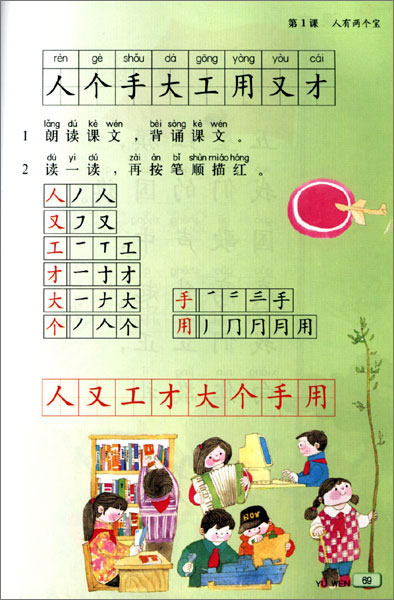 第1课 人有两个宝
rén gè shǒu dà gōng yòng yòu cái
人个手大工用又才
lǎng dú kè wén bèi sòng kè wén
1 朗读课文，背诵课文。
dú yi dú zài àn bǐ shùn miáo hóng
2 读一读，再按笔顺描红。
人 丿 人
又 フ 又
工 一 丅 工
才 一 十 才
大 一 ナ 大
个 丿 人 个
手 一 二 三 手
用 丿 冂 月 月 用
人又工才大个手用
YU WEN 69